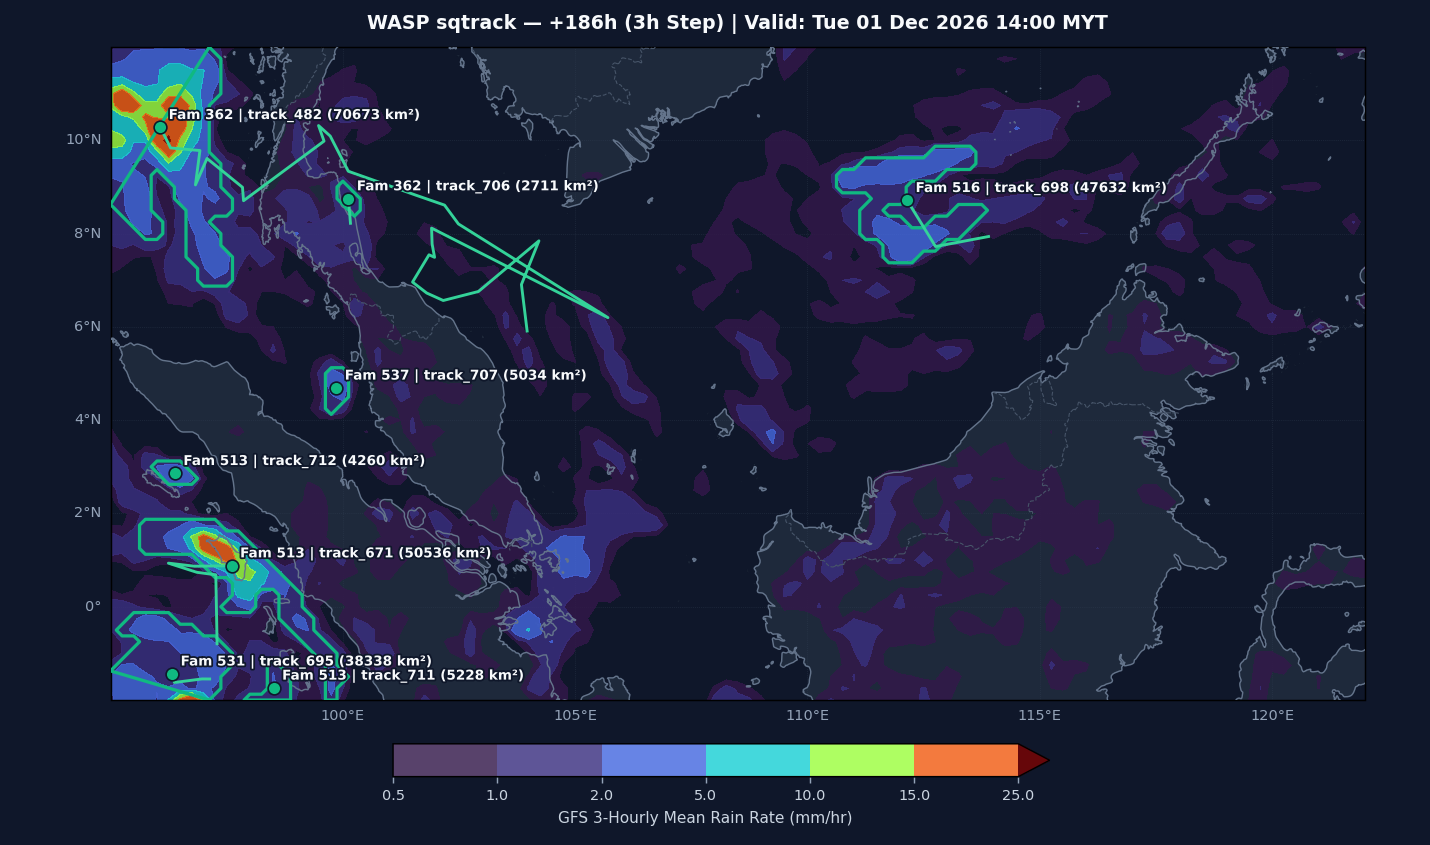 WASP sqtrack — +186h (3h Step) | Valid: Tue 01 Dec 2026 14:00 MYT
Fam 362 | track_482 (70673 km²)
10°N
Fam 362 | track_706 (2711 km²)
Fam 516 | track_698 (47632 km²)
8°N
6°N
Fam 537 | track_707 (5034 km²)
4°N
Fam 513 | track_712 (4260 km²)
2°N
Fam 513 | track_671 (50536 km²)
0°
Fam 531 | track_695 (38338 km²)
Fam 513 | track_711 (5228 km²)
100°E 105°E 110°E 115°E 120°E
0.5 1.0 2.0 5.0 10.0 15.0 25.0
GFS 3-Hourly Mean Rain Rate (mm/hr)